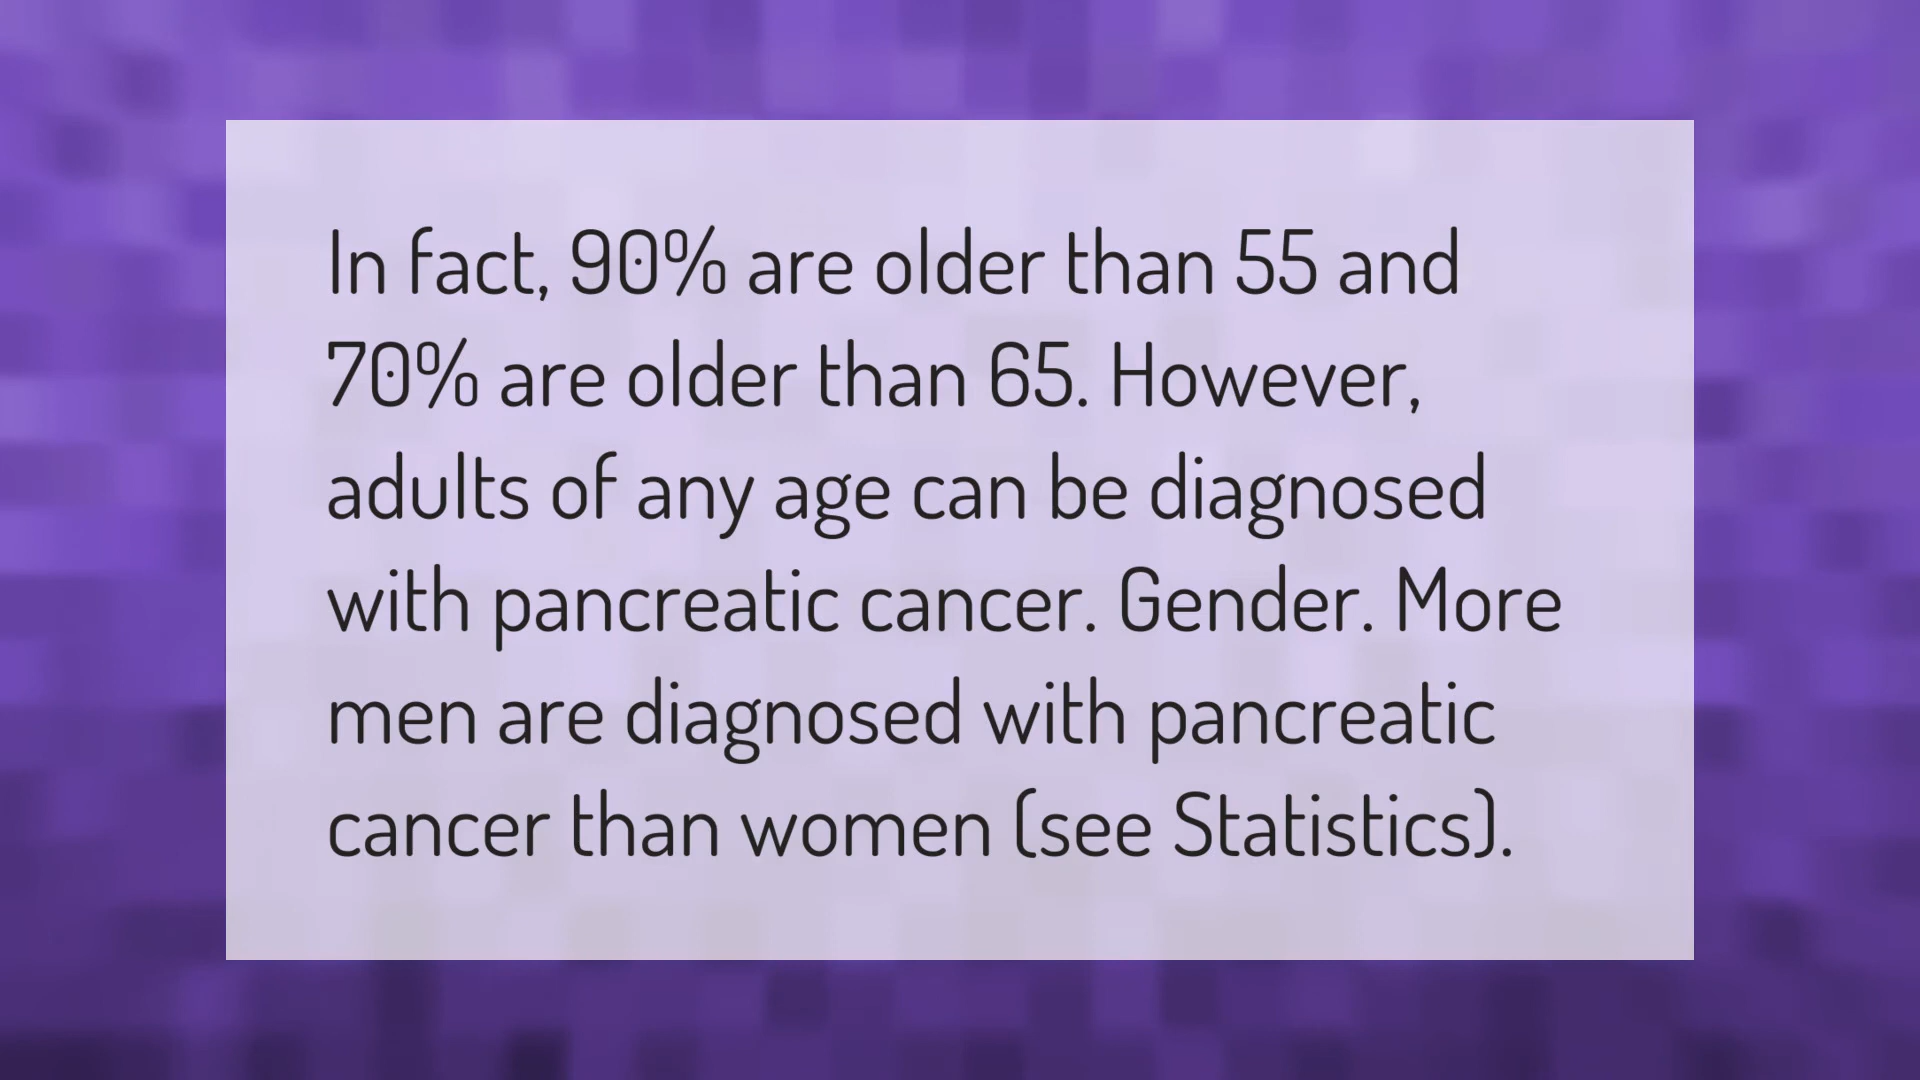 In fact, 90% are older than 55 and
70% are older than 65. However,
adults of any age can be diagnosed
with pancreatic cancer. Gender. More
men are diagnosed with pancreatic
cancer than women (see Statistics).